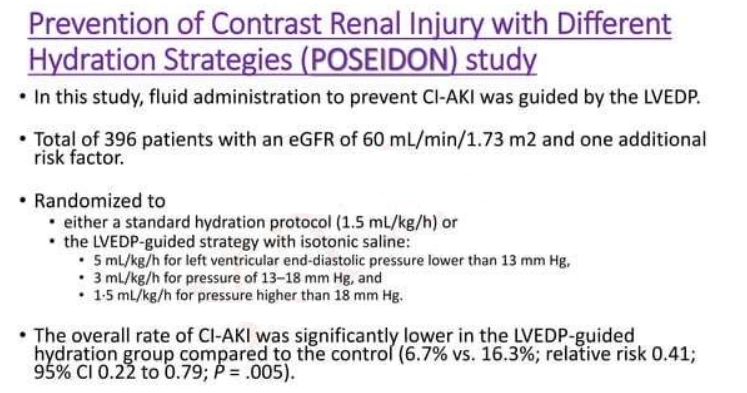 Prevention of Contrast Renal Injury with Different
Hydration Strategies (POSEIDON) study
• In this study, fluid administration to prevent CI-AKI was guided by the LVEDP.
• Total of 396 patients with an eGFR of 60 mL/min/1.73 m2 and one additional
risk factor.
• Randomized to
• either a standard hydration protocol (1.5 mL/kg/h) or
• the LVEDP-guided strategy with isotonic saline:
• 5 mL/kg/h for left ventricular end-diastolic pressure lower than 13 mm Hg,
• 3 mL/kg/h for pressure of 13–18 mm Hg, and
• 1·5 mL/kg/h for pressure higher than 18 mm Hg.
• The overall rate of CI-AKI was significantly lower in the LVEDP-guided
hydration group compared to the control (6.7% vs. 16.3%; relative risk 0.41;
95% CI 0.22 to 0.79; P = .005).